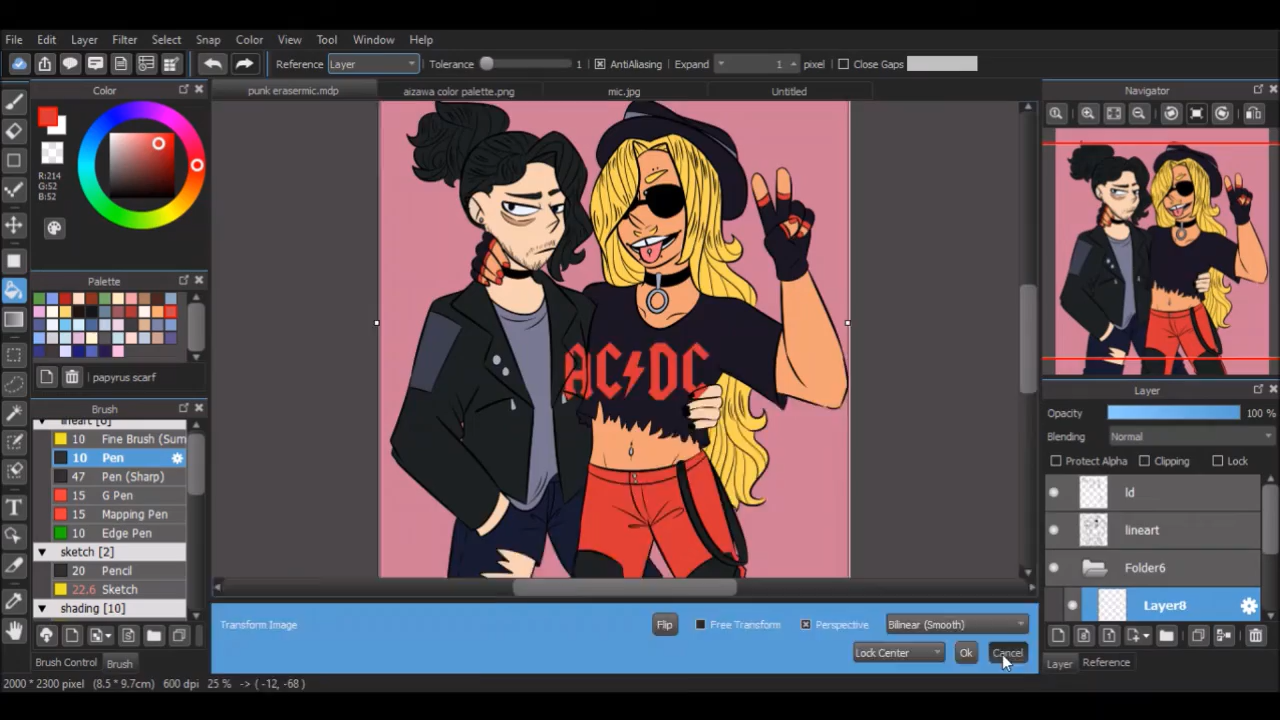 File Edit Layer Filter Select Snap Color View Tool Window Help
Reference Layer Tolerance 1 AntiAliasing Expand 1 pixel Close Gaps
Color
punk erasermic.mdp aizawa color palette.png mic.jpg Untitled
Navigator
R:214
G:52
B:52
Palette
papyrus scarf
Brush
lineart [6]
10 Fine Brush (Sum
10 Pen
47 Pen (Sharp)
15 G Pen
15 Mapping Pen
10 Edge Pen
sketch [2]
20 Pencil
22.6 Sketch
shading [10]
Brush Control Brush
AC DC
Transform Image Flip Free Transform Perspective Bilinear (Smooth)
Lock Center Ok Cancel
Layer
Opacity 100 %
Blending Normal
Protect Alpha Clipping Lock
ld
lineart
Folder6
Layer8
Layer Reference
2000 * 2300 pixel (8.5 * 9.7cm) 600 dpi 25 % -> ( -12, -68 )